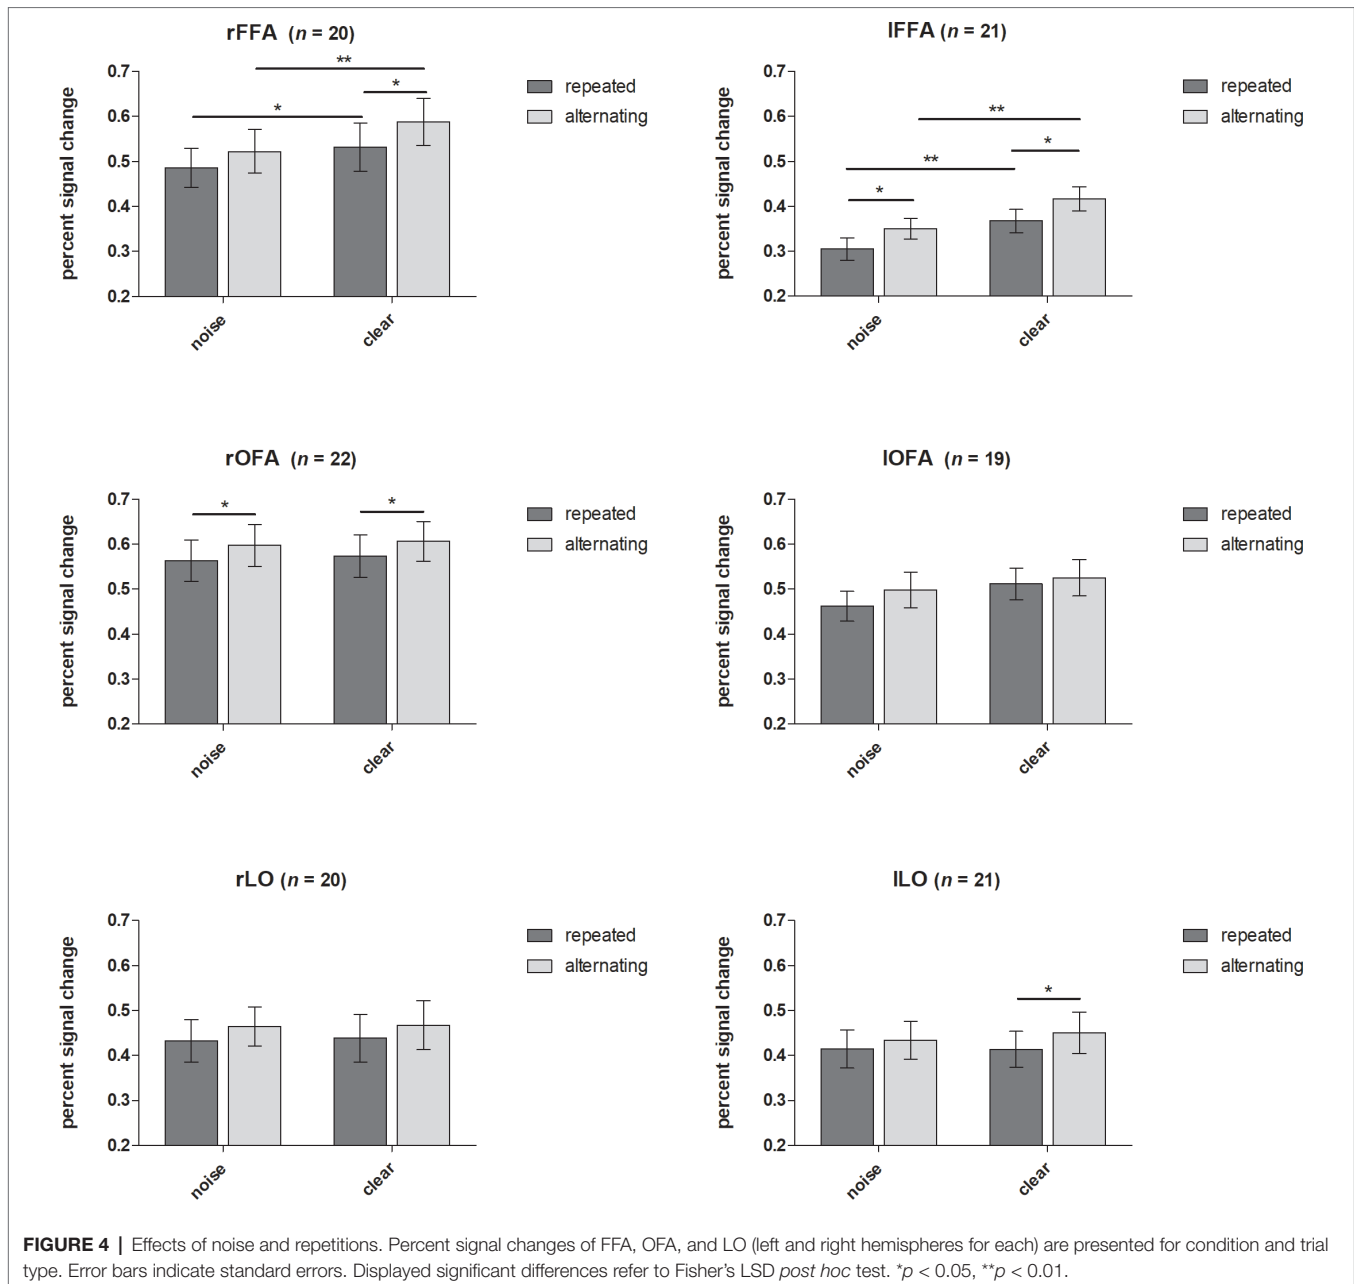 rFFA (n = 20)
percent signal change
0.7
0.6
0.5
0.4
0.3
0.2
**
*
*
repeated
alternating
noise
clear
lFFA (n = 21)
percent signal change
0.7
0.6
0.5
0.4
0.3
0.2
**
*
**
*
repeated
alternating
noise
clear
rOFA (n = 22)
percent signal change
0.7
0.6
0.5
0.4
0.3
0.2
*
*
repeated
alternating
noise
clear
lOFA (n = 19)
percent signal change
0.7
0.6
0.5
0.4
0.3
0.2
repeated
alternating
noise
clear
rLO (n = 20)
percent signal change
0.7
0.6
0.5
0.4
0.3
0.2
repeated
alternating
noise
clear
lLO (n = 21)
percent signal change
0.7
0.6
0.5
0.4
0.3
0.2
*
repeated
alternating
noise
clear
FIGURE 4 | Effects of noise and repetitions. Percent signal changes of FFA, OFA, and LO (left and right hemispheres for each) are presented for condition and trial
type. Error bars indicate standard errors. Displayed significant differences refer to Fisher's LSD post hoc test. *p < 0.05, **p < 0.01.